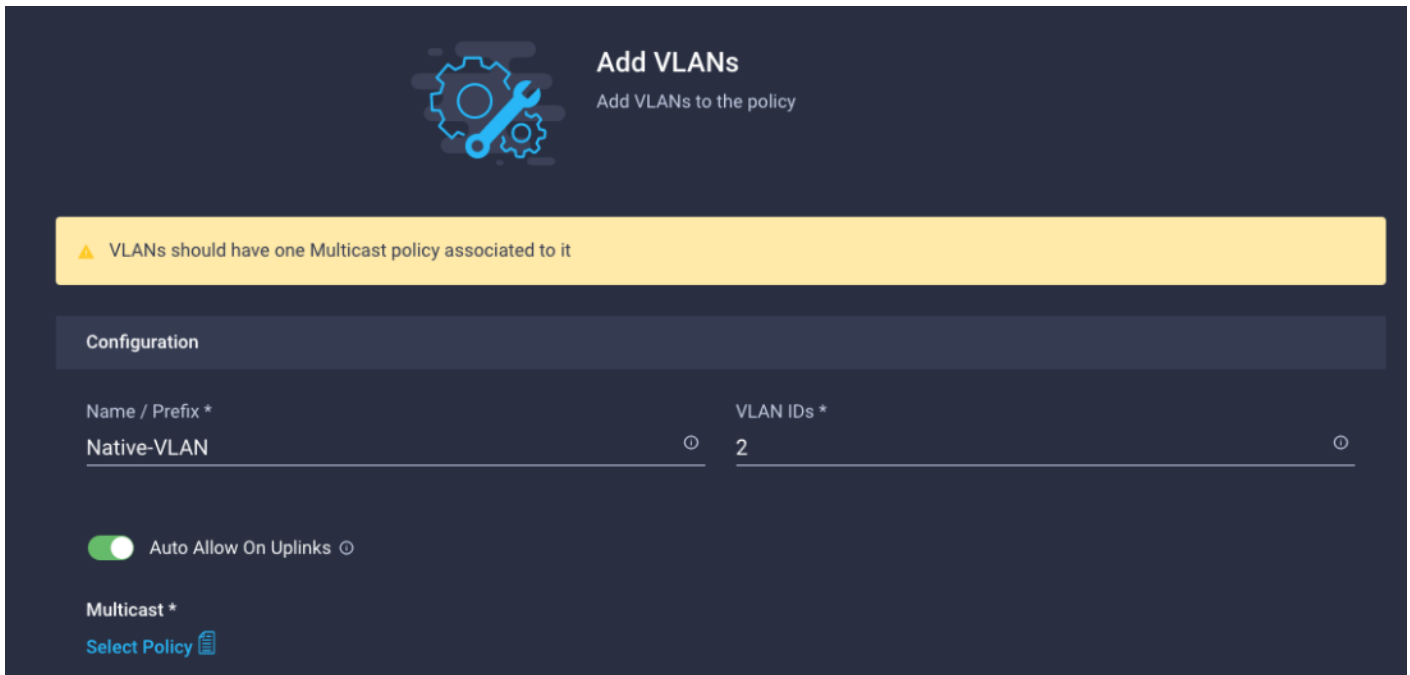 Add VLANs
Add VLANs to the policy
VLANs should have one Multicast policy associated to it
Configuration
Name / Prefix *
VLAN IDs *
Native-VLAN
2
Auto Allow On Uplinks
Multicast *
Select Policy